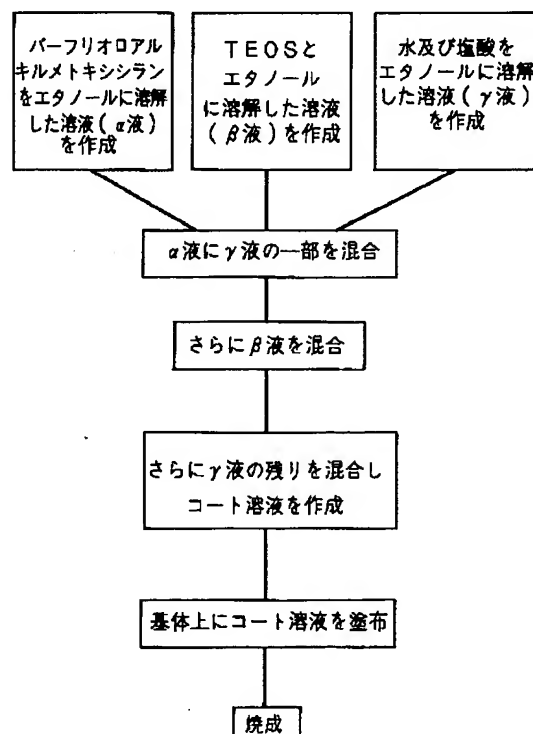 パーフリオロアル
キルメトキシシラン
をエタノールに溶解
した溶液(α液)
を作成
TEOSと
エタノール
に溶解した溶液
(β液)を作成
水及び塩酸を
エタノールに溶解
した溶液(γ液)
を作成
α液にγ液の一部を混合
さらにβ液を混合
さらにγ液の残りを混合し
コート溶液を作成
基体上にコート溶液を塗布
焼成